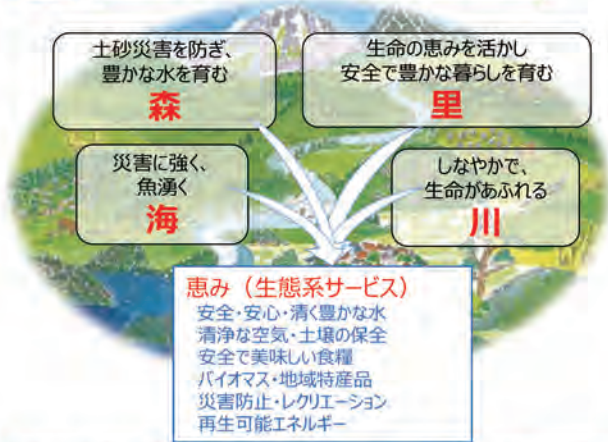 土砂災害を防ぎ、
豊かな水を育む
森
生命の恵みを活かし
安全で豊かな暮らしを育む
里
災害に強く、
魚湧く
海
しなやかで、
生命があふれる
川
恵み（生態系サービス）
安全・安心・清く豊かな水
清浄な空気・土壌の保全
安全で美味しい食糧
バイオマス・地域特産品
災害防止・レクリエーション
再生可能エネルギー